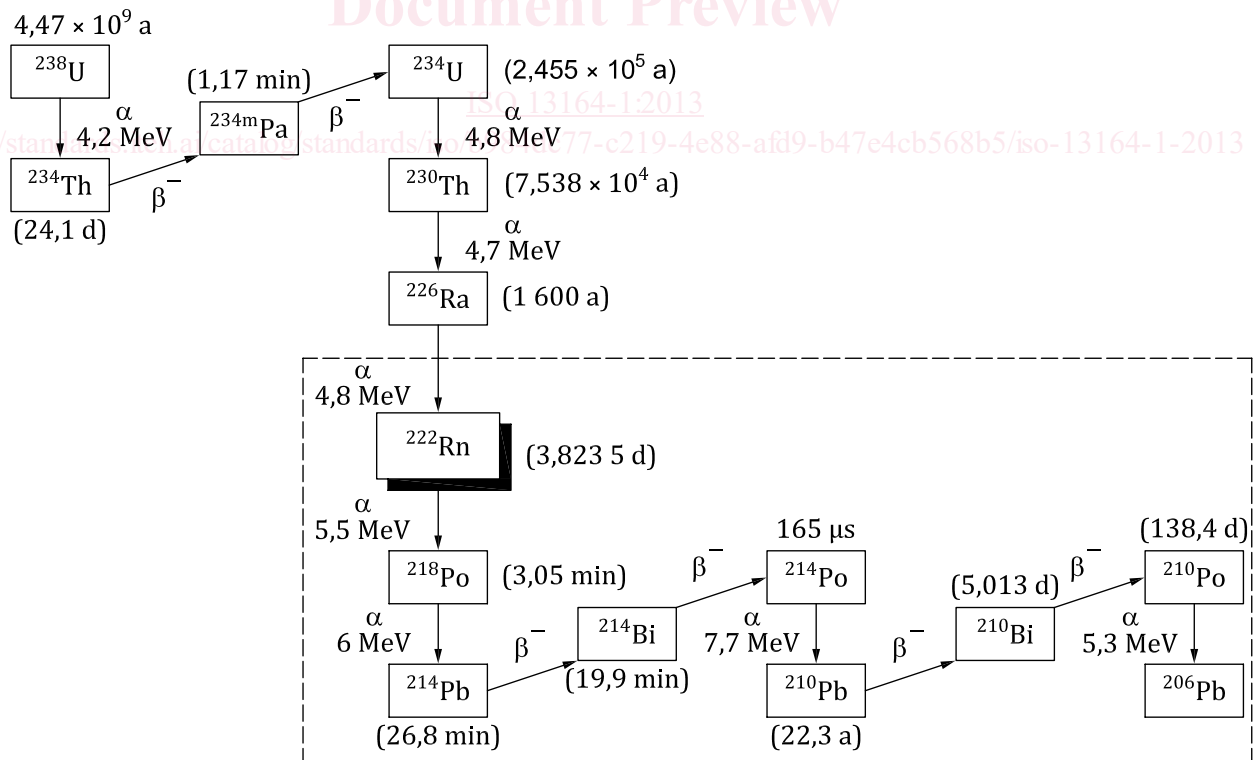 Document Preview
4,47 × 10⁹ a
²³⁸U
(1,17 min)
²³⁴U
(2,455 × 10⁵ a)
β⁻
ISO 13164-1:2013
α
4,2 MeV
²³⁴ᵐPa
α
4,8 MeV
c77-c219-4e88-afd9-b47e4cb568b5/iso-13164-1-2013
²³⁴Th
β⁻
(24,1 d)
²³⁰Th
(7,538 × 10⁴ a)
α
4,7 MeV
²²⁶Ra
(1 600 a)
α
4,8 MeV
²²²Rn
(3,823 5 d)
α
5,5 MeV
²¹⁸Po
(3,05 min)
α
6 MeV
²¹⁴Pb
(26,8 min)
β⁻
²¹⁴Bi
(19,9 min)
β⁻
165 µs
²¹⁴Po
α
7,7 MeV
²¹⁰Pb
(22,3 a)
β⁻
(5,013 d)
²¹⁰Bi
β⁻
(138,4 d)
²¹⁰Po
α
5,3 MeV
²⁰⁶Pb